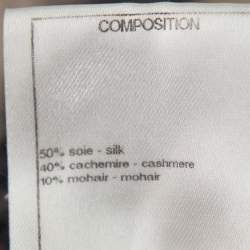 COMPOSITION
50% soie - silk
40% cachemire - cashmere
10% mohair - mohair